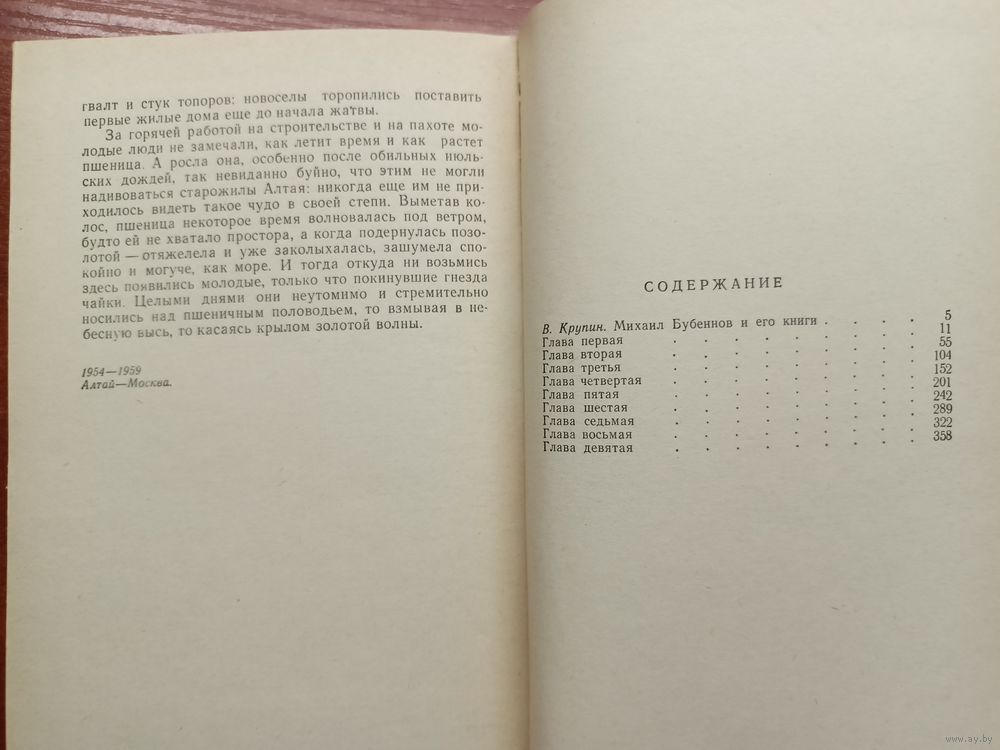 гвалт и стук топоров: новоселы торопились поставить
первые жилые дома еще до начала жатвы.
За горячей работой на строительстве и на пахоте мо-
лодые люди не замечали, как летит время и как растет
пшеница. А росла она, особенно после обильных июль-
ских дождей, так невиданно буйно, что этим не могли
надивоваться старожилы Алтая: никогда еще им не при-
ходилось видеть такое чудо в своей степи. Выметав ко-
лос, пшеница некоторое время волновалась под ветром,
будто ей не хватало простора, а когда подернулась позо-
лотой — отяжелела и уже заколыхалась, зашумела спо-
койно и могуче, как море. И тогда откуда ни возьмись
здесь появились молодые, только что покинувшие гнезда
чайки. Целыми днями они неутомимо и стремительно
носились над пшеничным половодьем, то взмывая в не-
бесную высь, то касаясь крылом золотой волны.
1954—1959
Алтай—Москва.
СОДЕРЖАНИЕ
В. Крупин. Михаил Бубеннов и его книги . . . . 5
Глава первая . . . . . . . . . 11
Глава вторая . . . . . . . . . 55
Глава третья . . . . . . . . . 104
Глава четвертая . . . . . . . . . 152
Глава пятая . . . . . . . . . 201
Глава шестая . . . . . . . . . 242
Глава седьмая . . . . . . . . . 289
Глава восьмая . . . . . . . . . 322
Глава девятая . . . . . . . . . 358
www.ay.by